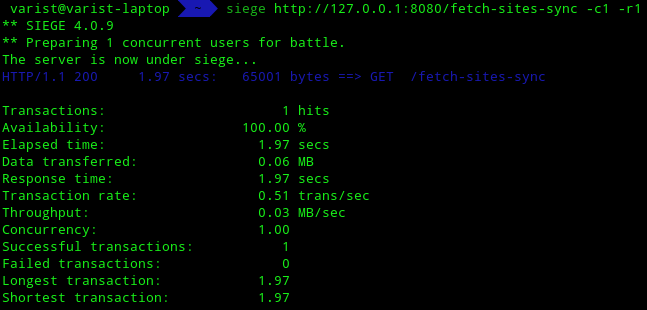 varist@varist-laptop ~ siege http://127.0.0.1:8080/fetch-sites-sync -c1 -r1
** SIEGE 4.0.9
** Preparing 1 concurrent users for battle.
The server is now under siege...
HTTP/1.1 200     1.97 secs:   65001 bytes ==> GET  /fetch-sites-sync

Transactions:                      1 hits
Availability:                 100.00 %
Elapsed time:                   1.97 secs
Data transferred:               0.06 MB
Response time:                  1.97 secs
Transaction rate:               0.51 trans/sec
Throughput:                     0.03 MB/sec
Concurrency:                    1.00
Successful transactions:           1
Failed transactions:               0
Longest transaction:            1.97
Shortest transaction:           1.97